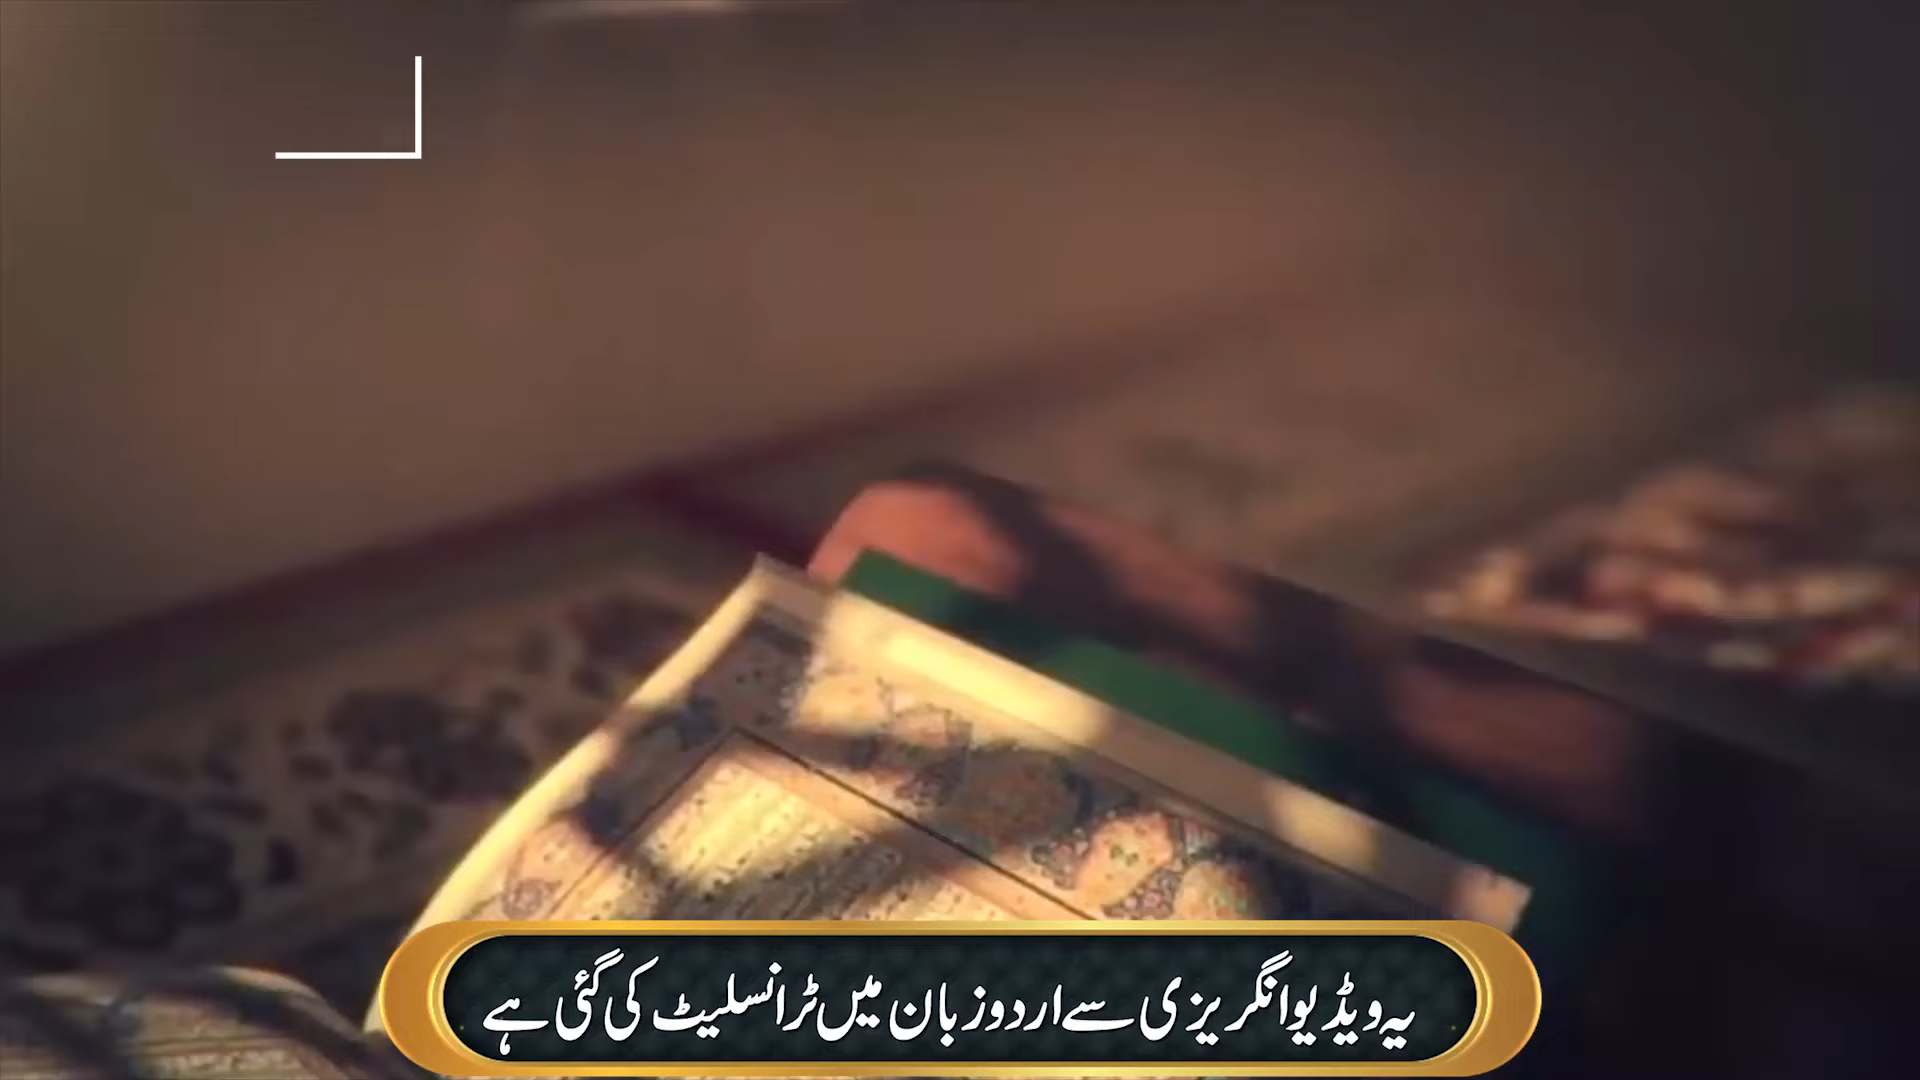 یہ ویڈیو انگریزی سے اردو زبان میں ٹرانسلیٹ کی گئی ہے